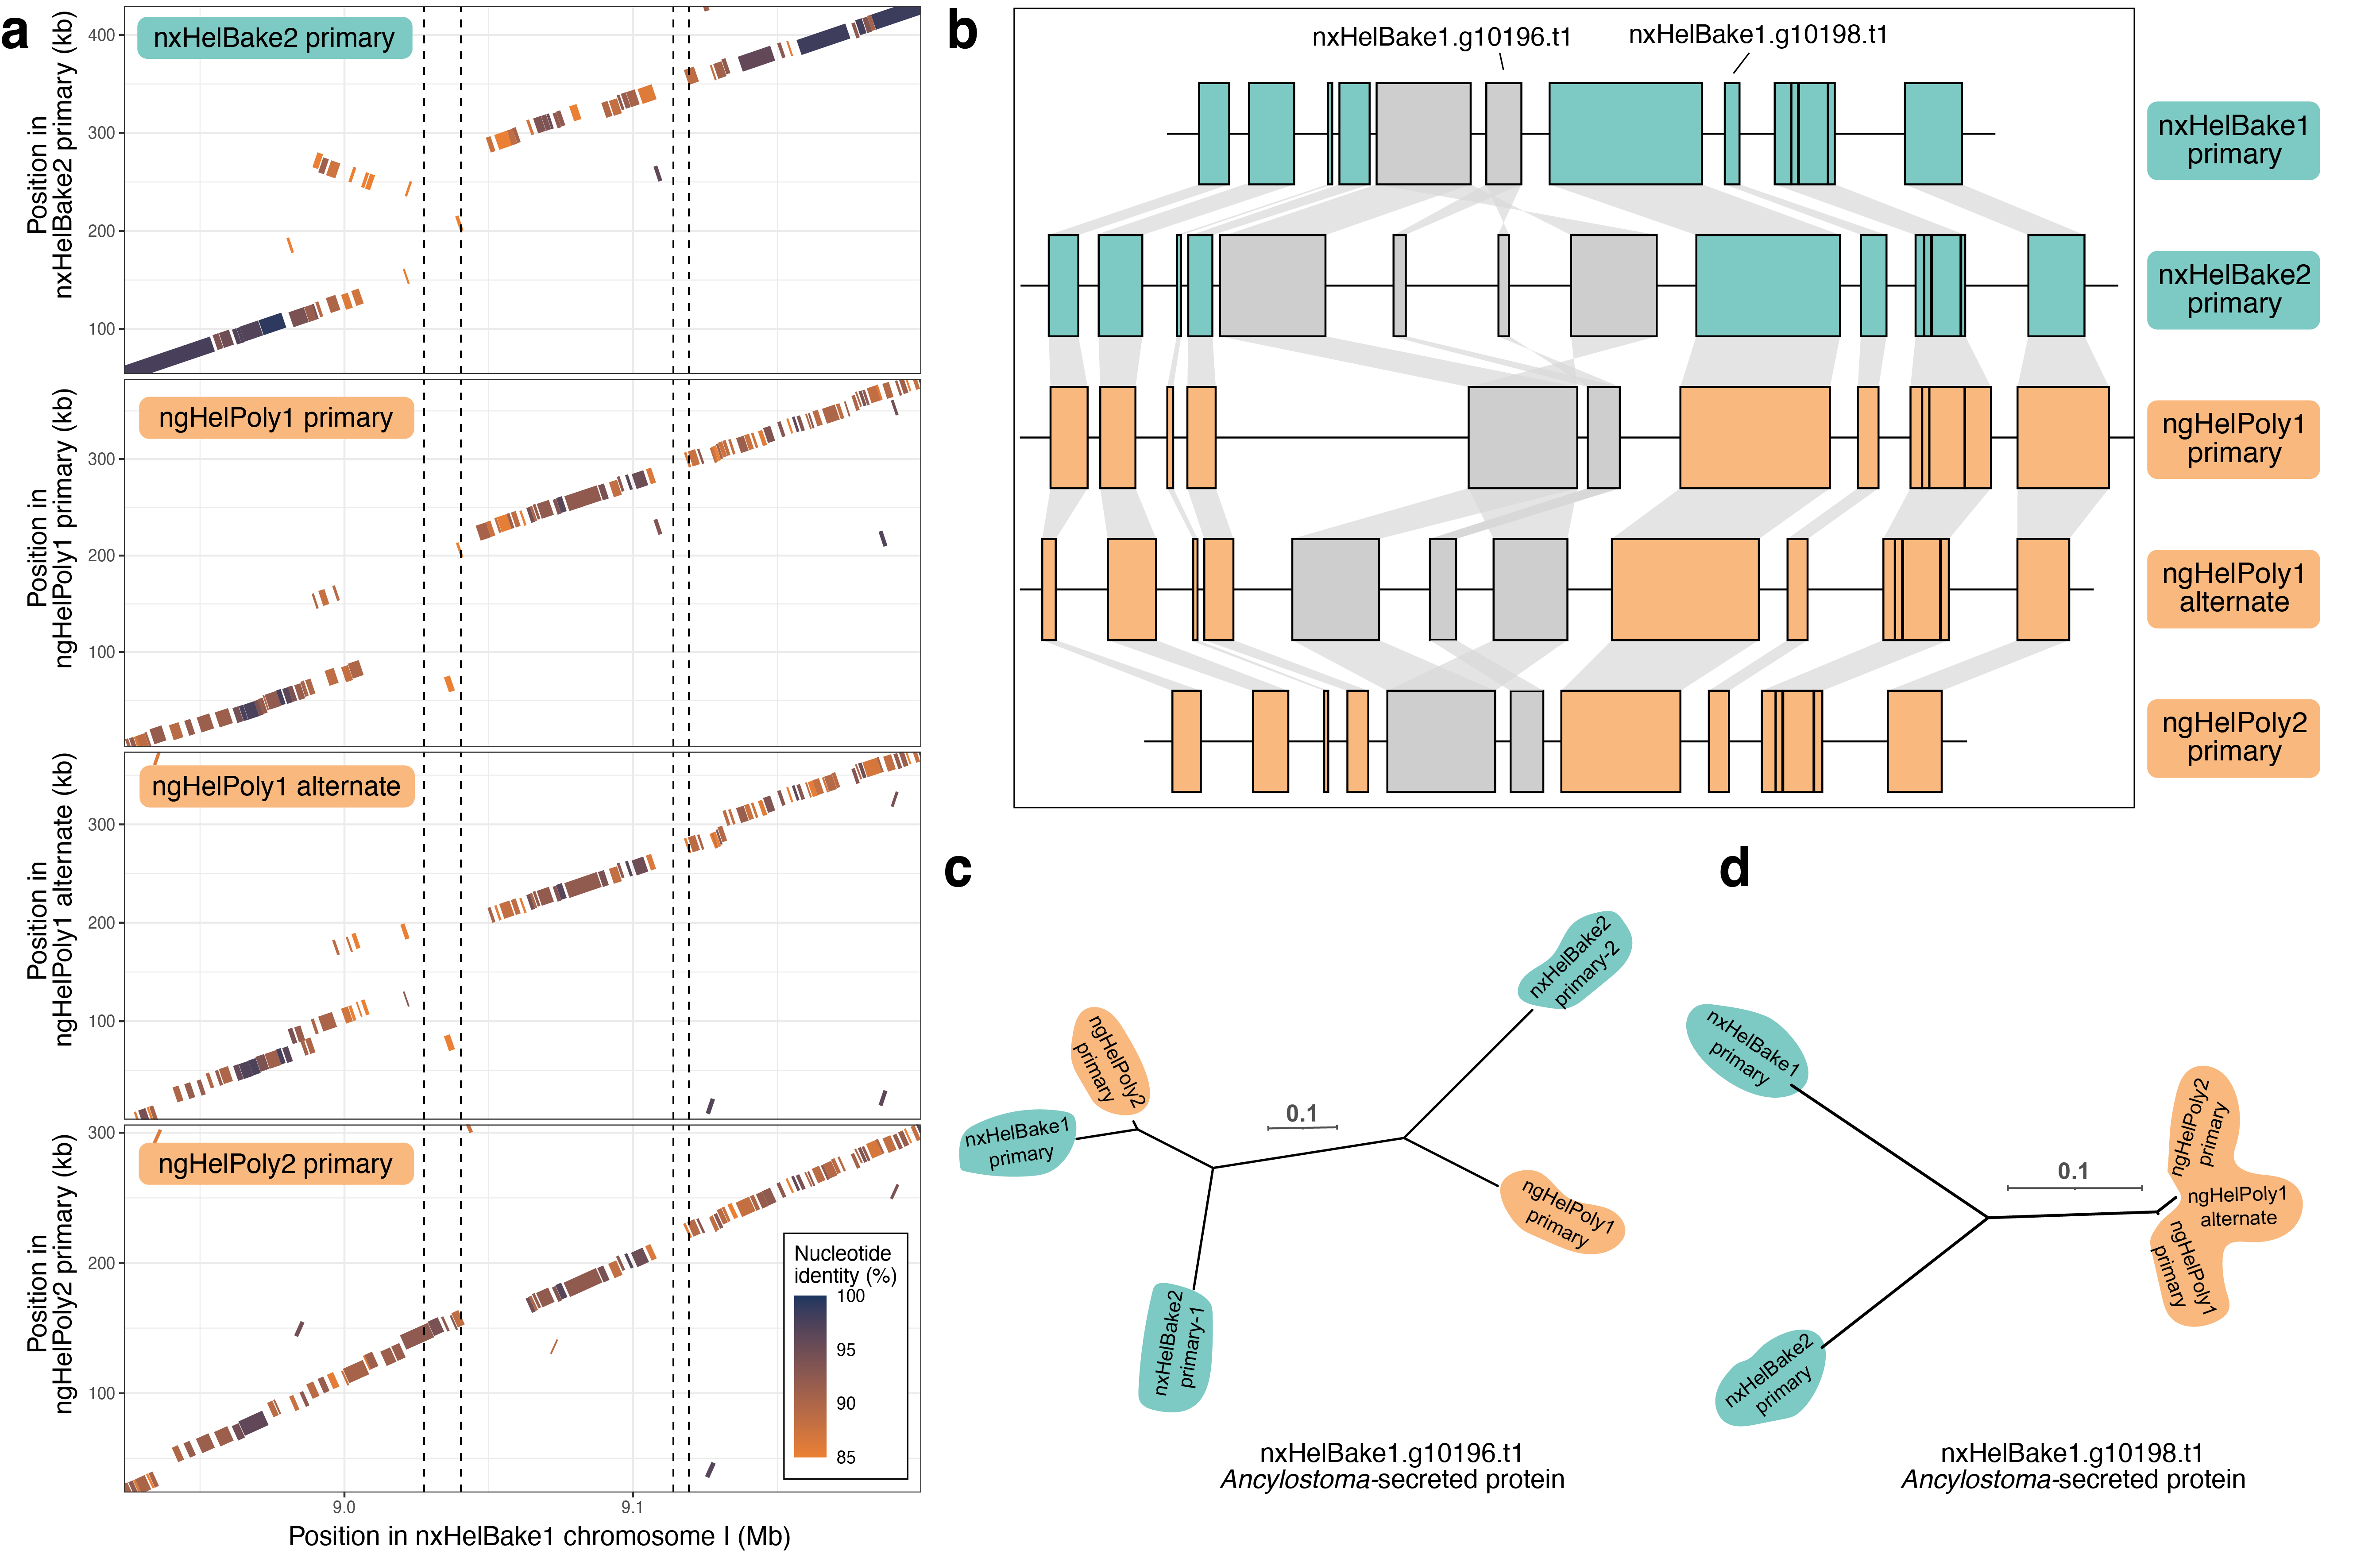 a
nxHelBake2 primary
Position in
nxHelBake2 primary (kb)
400
300
200
100
ngHelPoly1 primary
Position in
ngHelPoly1 primary (kb)
300
200
100
ngHelPoly1 alternate
Position in
ngHelPoly1 alternate (kb)
300
200
100
ngHelPoly2 primary
Position in
ngHelPoly2 primary (kb)
300
200
100
Nucleotide
identity (%)
100
95
90
85
9.0
9.1
Position in nxHelBake1 chromosome I (Mb)
b
nxHelBake1.g10196.t1
nxHelBake1.g10198.t1
nxHelBake1
primary
nxHelBake2
primary
ngHelPoly1
primary
ngHelPoly1
alternate
ngHelPoly2
primary
c
nxHelBake2
primary-2
ngHelPoly2
primary
nxHelBake1
primary
0.1
ngHelPoly1
primary
nxHelBake2
primary-1
nxHelBake1.g10196.t1
Ancylostoma-secreted protein
d
nxHelBake1
primary
ngHelPoly2
primary
0.1
ngHelPoly1
alternate
ngHelPoly1
primary
nxHelBake2
primary
nxHelBake1.g10198.t1
Ancylostoma-secreted protein